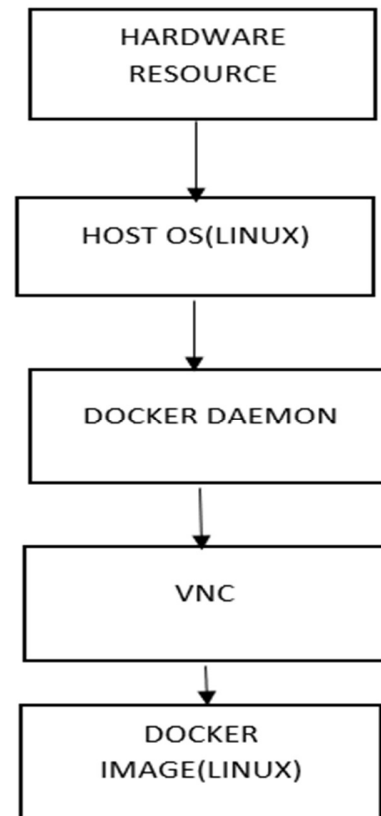 HARDWARE
RESOURCE
HOST OS(LINUX)
DOCKER DAEMON
VNC
DOCKER
IMAGE(LINUX)